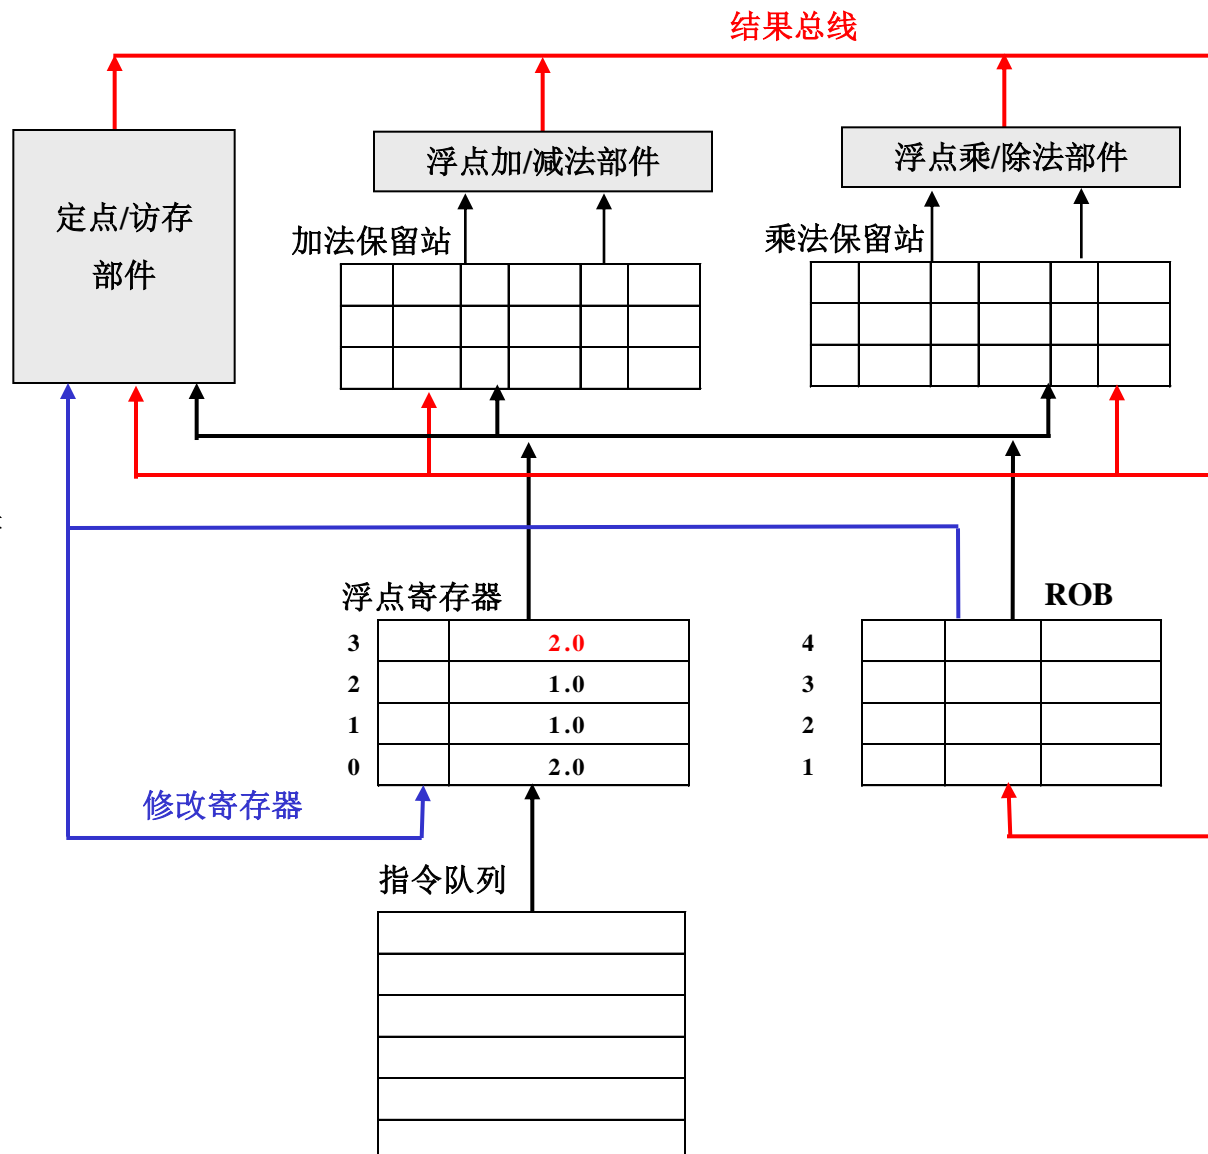 结果总线
浮点加/减法部件
浮点乘/除法部件
定点/访存
部件
加法保留站
乘法保留站
浮点寄存器
ROB
3 2.0 4
2 1.0 3
1 1.0 2
0 2.0 1
修改寄存器
指令队列